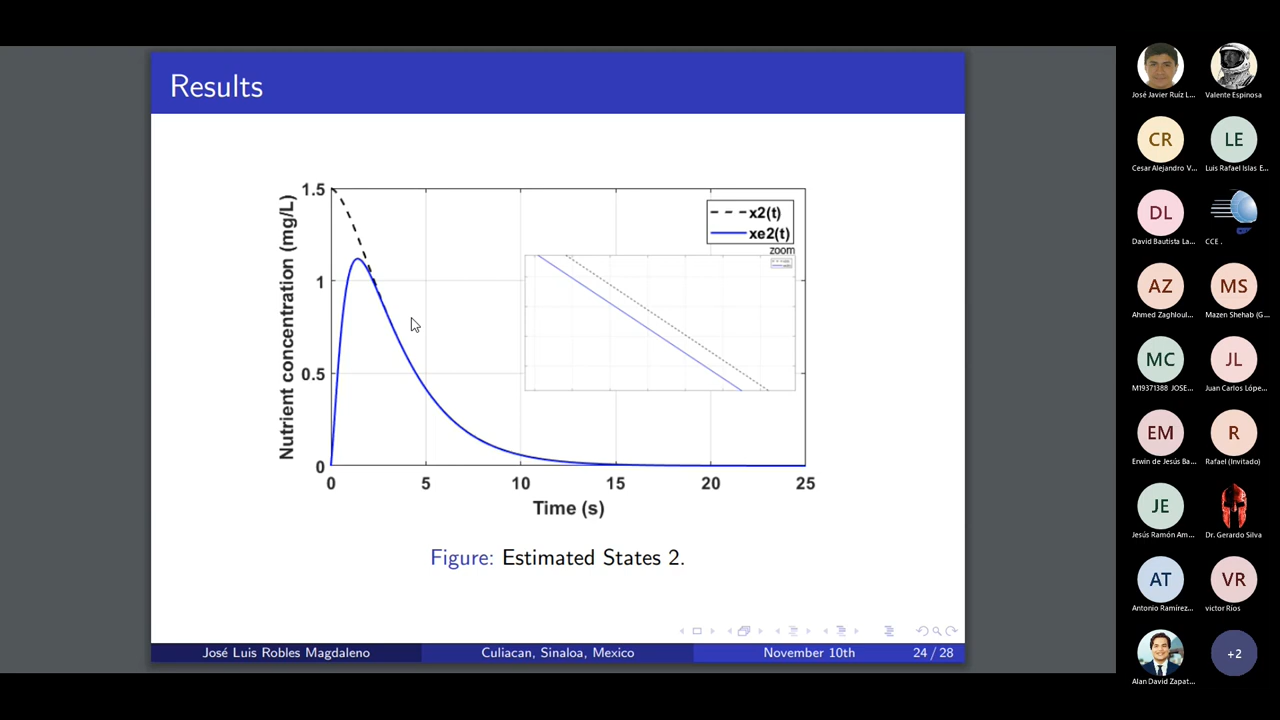 Results
Nutrient concentration (mg/L)
1.5
1
0.5
0
0
5
10
15
20
25
Time (s)
x2(t)
xe2(t)
zoom
Figure: Estimated States 2.
José Luis Robles Magdaleno
Culiacan, Sinaloa, Mexico
November 10th
24 / 28
José Javier Ruíz L...
Valente Espinosa
CR
Cesar Alejandro V...
LE
Luis Rafael Islas E...
DL
David Bautista La...
CCE .
AZ
Ahmed Zaghloul...
MS
Mazen Shehab (G...
MC
M19371388 JOSE...
JL
Juan Carlos Lópe...
EM
Erwin de Jesús Ba...
R
Rafael (Invitado)
JE
Jesús Ramón Am...
Dr. Gerardo Silva
AT
Antonio Ramírez...
VR
victor Ríos
Alan David Zapat...
+2